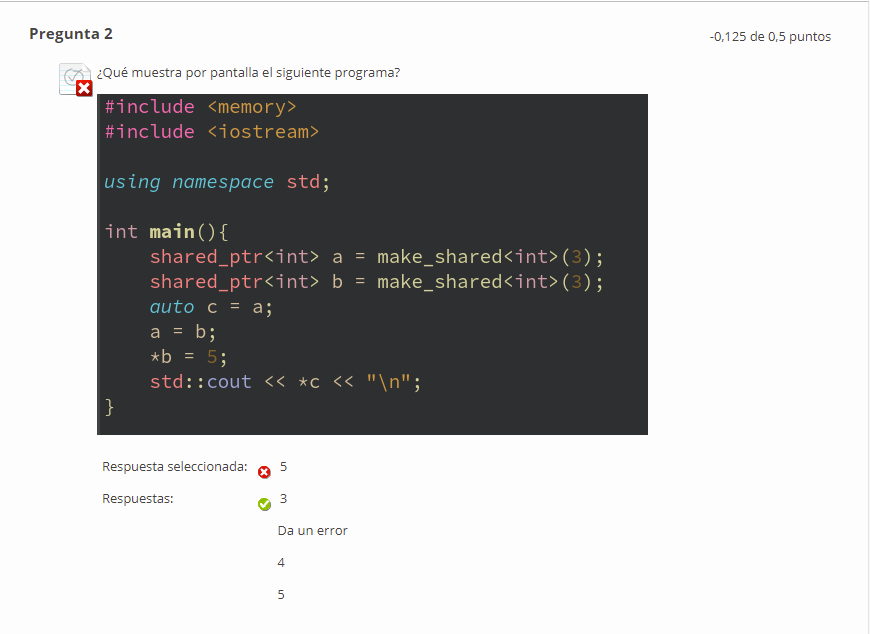 Pregunta 2
-0,125 de 0,5 puntos
¿Qué muestra por pantalla el siguiente programa?
#include <memory>
#include <iostream>

using namespace std;

int main(){
    shared_ptr<int> a = make_shared<int>(3);
    shared_ptr<int> b = make_shared<int>(3);
    auto c = a;
    a = b;
    *b = 5;
    std::cout << *c << "\n";
}
Respuesta seleccionada: 5
Respuestas: 3
Da un error
4
5